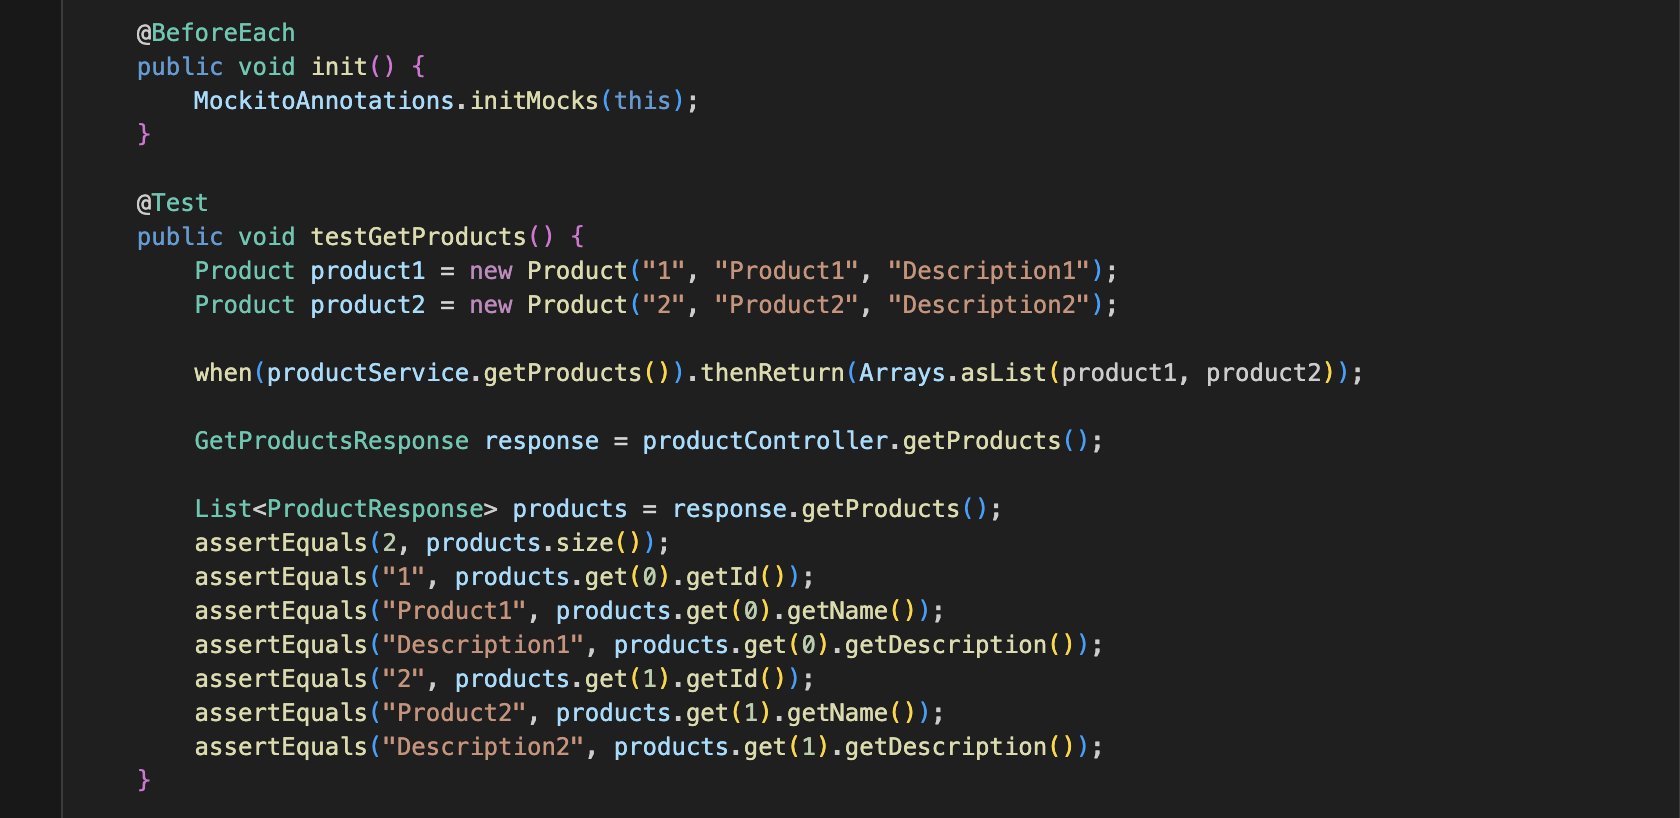 @BeforeEach
public void init() {
    MockitoAnnotations.initMocks(this);
}

@Test
public void testGetProducts() {
    Product product1 = new Product("1", "Product1", "Description1");
    Product product2 = new Product("2", "Product2", "Description2");

    when(productService.getProducts()).thenReturn(Arrays.asList(product1, product2));

    GetProductsResponse response = productController.getProducts();

    List<ProductResponse> products = response.getProducts();
    assertEquals(2, products.size());
    assertEquals("1", products.get(0).getId());
    assertEquals("Product1", products.get(0).getName());
    assertEquals("Description1", products.get(0).getDescription());
    assertEquals("2", products.get(1).getId());
    assertEquals("Product2", products.get(1).getName());
    assertEquals("Description2", products.get(1).getDescription());
}